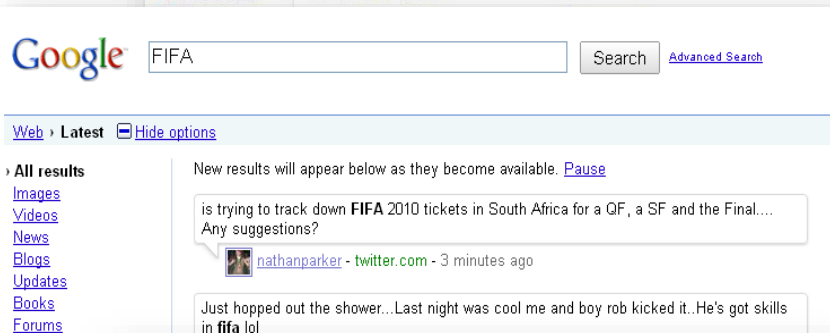 Google FIFA Search Advanced Search
Web › Latest Hide options
› All results
Images
Videos
News
Blogs
Updates
Books
Forums
New results will appear below as they become available. Pause
is trying to track down FIFA 2010 tickets in South Africa for a QF, a SF and the Final....
Any suggestions?
nathanparker - twitter.com - 3 minutes ago
Just hopped out the shower...Last night was cool me and boy rob kicked it..He's got skills
in fifa lol